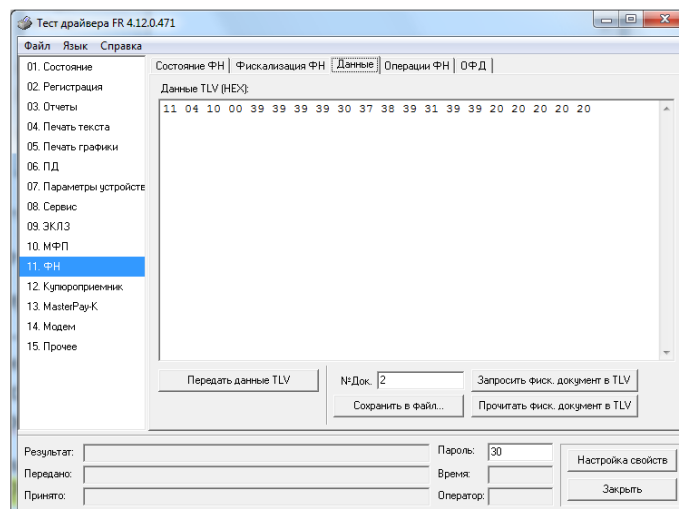 Тест драйвера FR 4.12.0.471
Файл Язык Справка
01. Состояние
02. Регистрация
03. Отчеты
04. Печать текста
05. Печать графики
06. ПД
07. Параметры устройств
08. Сервис
09. ЭКЛЗ
10. МФП
11. ФН
12. Купюроприемник
13. MasterPay-K
14. Модем
15. Прочее
Состояние ФН Фискализация ФН Данные Операции ФН ОФД
Данные TLV (HEX):
11 04 10 00 39 39 39 39 30 37 38 39 31 39 39 20 20 20 20 20
Передать данные TLV
№Док. 2
Запросить фиск. документ в TLV
Сохранить в файл...
Прочитать фиск. документ в TLV
Результат:
Передано:
Принято:
Пароль: 30
Время:
Оператор:
Настройка свойств
Закрыть